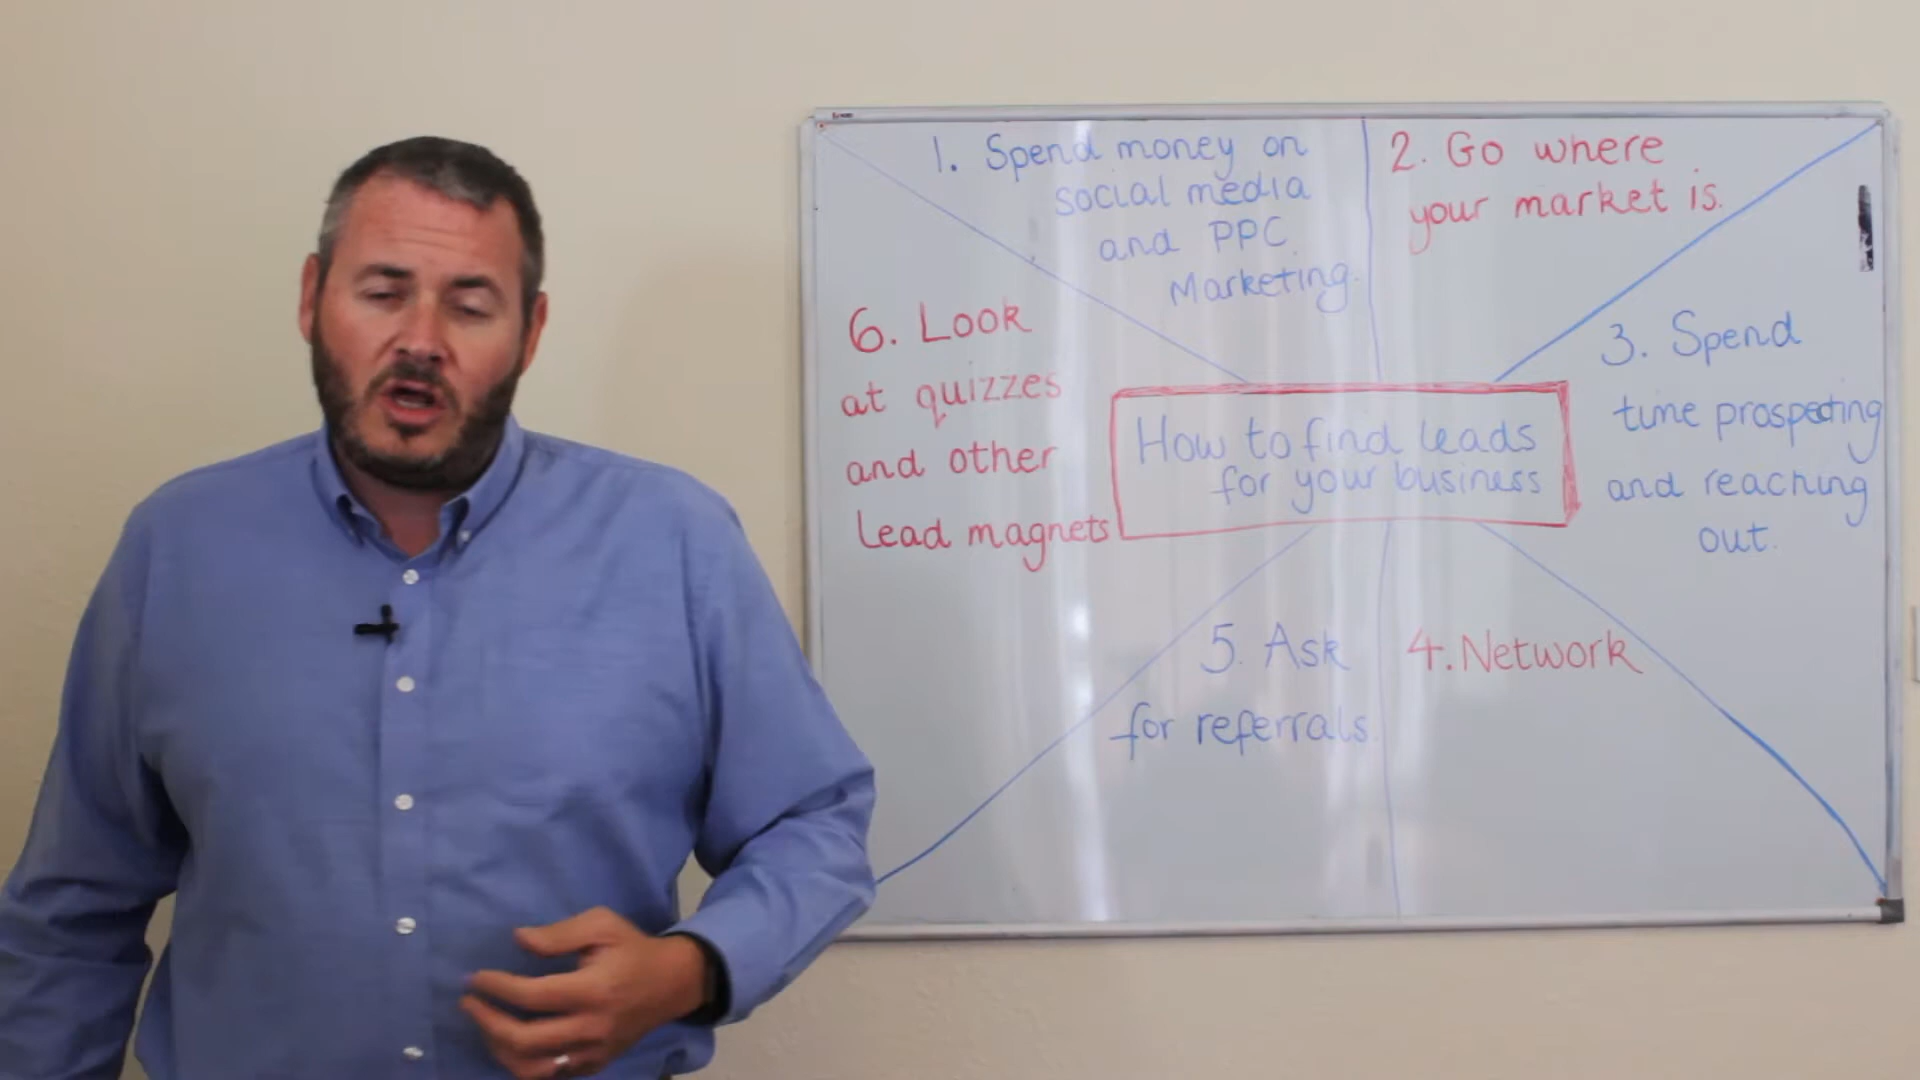 1. Spend money on
social media
and PPC
Marketing.
2. Go where
your market is.
3. Spend
time prospecting
and reaching
out.
4. Network
5. Ask
for referrals.
6. Look
at quizzes
and other
lead magnets
How to find leads
for your business